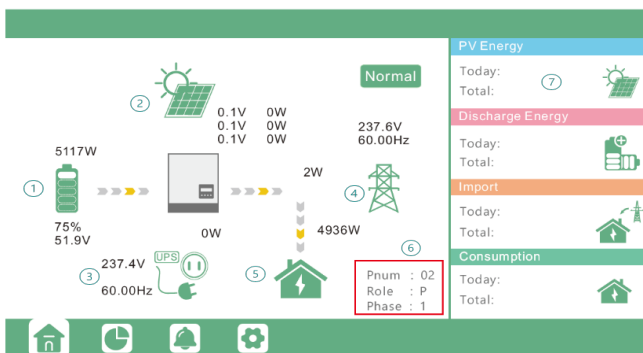 Normal
②
0.1V 0W
0.1V 0W
0.1V 0W
237.6V
60.00Hz
5117W
①
2W
④
75%
51.9V
0W
4936W
③
237.4V
UPS
60.00Hz
⑤
⑥
Pnum : 02
Role : P
Phase : 1
PV Energy
Today:
⑦
Total:
Discharge Energy
Today:
Total:
Import
Today:
Total:
Consumption
Today:
Total: